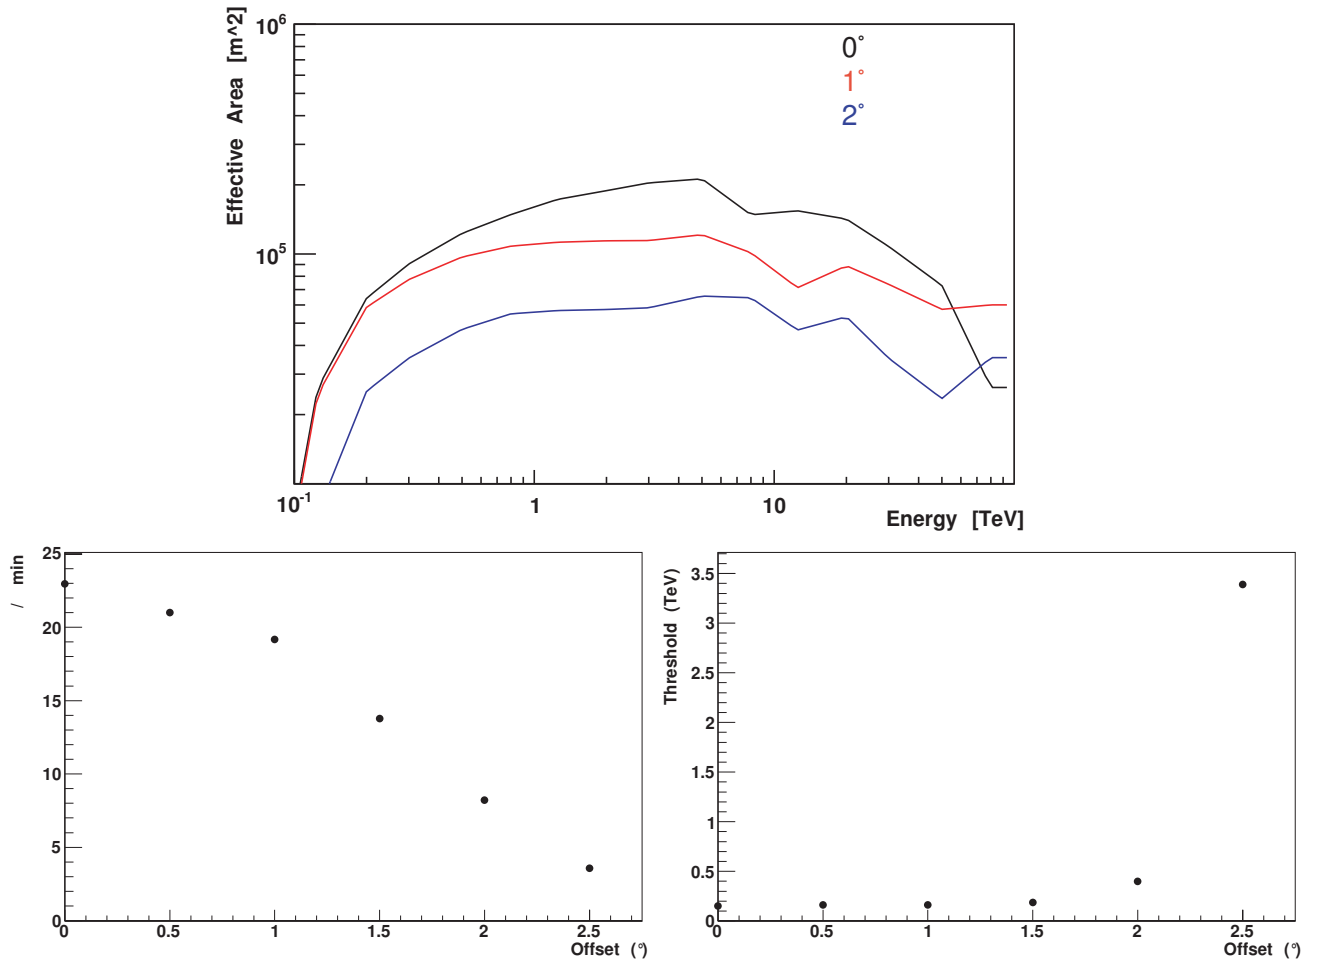 Effective Area [m^2]
10^6
10^5
0°
1°
2°
10^-1
1
10
Energy [TeV]
/ min
25
20
15
10
5
0
0 0.5 1 1.5 2 2.5
Offset (°)
Threshold (TeV)
3.5
3
2.5
2
1.5
1
0.5
0
0 0.5 1 1.5 2 2.5
Offset (°)